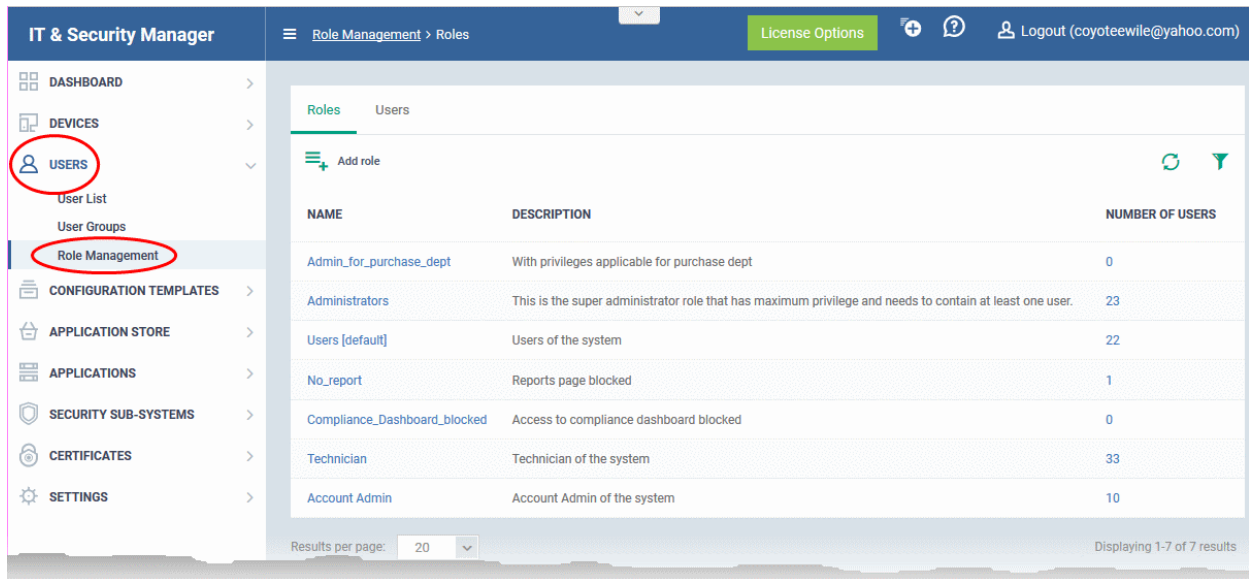 IT & Security Manager
Role Management > Roles
License Options
Logout (coyoteewile@yahoo.com)
DASHBOARD
DEVICES
USERS
User List
User Groups
Role Management
CONFIGURATION TEMPLATES
APPLICATION STORE
APPLICATIONS
SECURITY SUB-SYSTEMS
CERTIFICATES
SETTINGS
Roles Users
Add role
NAME DESCRIPTION NUMBER OF USERS
Admin_for_purchase_dept With privileges applicable for purchase dept 0
Administrators This is the super administrator role that has maximum privilege and needs to contain at least one user. 23
Users [default] Users of the system 22
No_report Reports page blocked 1
Compliance_Dashboard_blocked Access to compliance dashboard blocked 0
Technician Technician of the system 33
Account Admin Account Admin of the system 10
Results per page: 20 Displaying 1-7 of 7 results